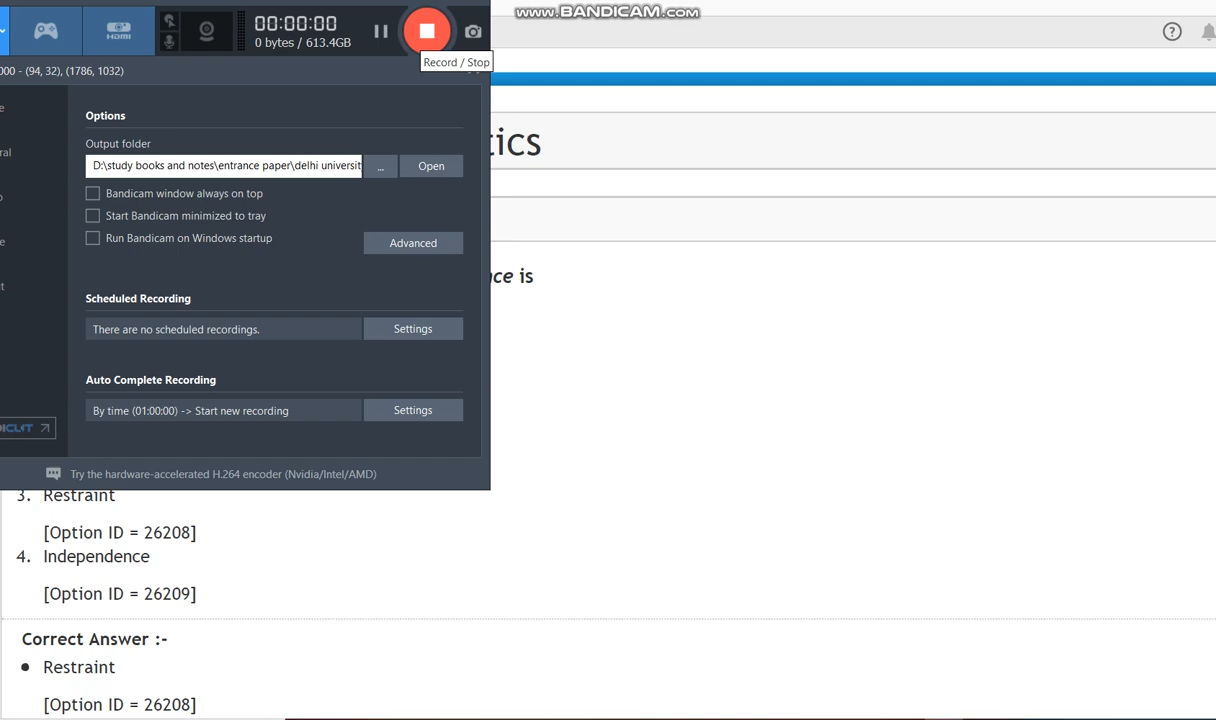 www.BANDICAM.com
HDMI
00:00:00
0 bytes / 613.4GB
Record / Stop
000 - (94, 32), (1786, 1032)
tics
Options
Output folder
D:\study books and notes\entrance paper\delhi universit
...
Open
Bandicam window always on top
Start Bandicam minimized to tray
Run Bandicam on Windows startup
Advanced
nce is
Scheduled Recording
There are no scheduled recordings.
Settings
Auto Complete Recording
By time (01:00:00) -> Start new recording
Settings
DICUT
Try the hardware-accelerated H.264 encoder (Nvidia/Intel/AMD)
3. Restraint
[Option ID = 26208]
4. Independence
[Option ID = 26209]
Correct Answer :-
● Restraint
[Option ID = 26208]